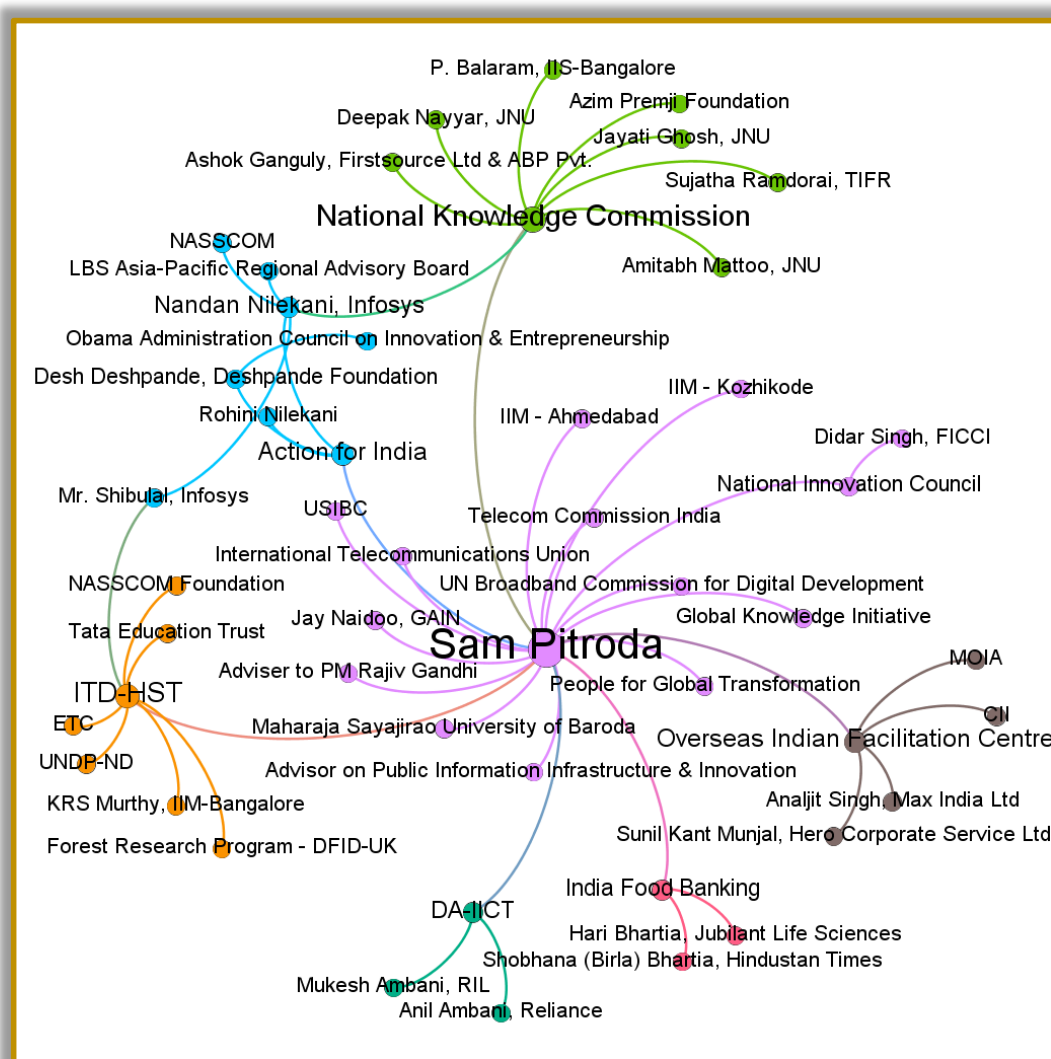 P. Balaram, IIS-Bangalore
Azim Premji Foundation
Deepak Nayyar, JNU
Jayati Ghosh, JNU
Ashok Ganguly, Firstsource Ltd & ABP Pvt.
Sujatha Ramdorai, TIFR
National Knowledge Commission
NASSCOM
Amitabh Mattoo, JNU
LBS Asia-Pacific Regional Advisory Board
Nandan Nilekani, Infosys
Obama Administration Council on Innovation & Entrepreneurship
Desh Deshpande, Deshpande Foundation
IIM - Kozhikode
Rohini Nilekani
IIM - Ahmedabad
Didar Singh, FICCI
Action for India
National Innovation Council
Mr. Shibulal, Infosys
USIBC
Telecom Commission India
International Telecommunications Union
NASSCOM Foundation
UN Broadband Commission for Digital Development
Jay Naidoo, GAIN
Global Knowledge Initiative
Tata Education Trust
Sam Pitroda
MOIA
Adviser to PM Rajiv Gandhi
People for Global Transformation
ITD-HST
CII
ETC
Maharaja Sayajirao University of Baroda
Overseas Indian Facilitation Centre
UNDP-ND
Advisor on Public Information Infrastructure & Innovation
KRS Murthy, IIM-Bangalore
Analjit Singh, Max India Ltd
Sunil Kant Munjal, Hero Corporate Service Ltd
Forest Research Program - DFID-UK
India Food Banking
DA-IICT
Hari Bhartia, Jubilant Life Sciences
Shobhana (Birla) Bhartia, Hindustan Times
Mukesh Ambani, RIL
Anil Ambani, Reliance